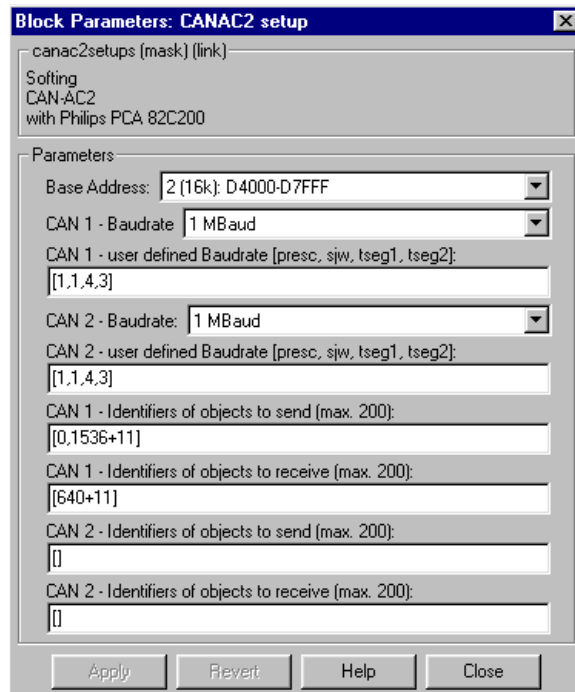 Block Parameters: CANAC2 setup
canac2setups (mask) (link)
Softing
CAN-AC2
with Philips PCA 82C200
Parameters
Base Address: 2 (16k): D4000-D7FFF
CAN 1 - Baudrate 1 MBaud
CAN 1 - user defined Baudrate [presc, sjw, tseg1, tseg2]:
[1,1,4,3]
CAN 2 - Baudrate: 1 MBaud
CAN 2 - user defined Baudrate [presc, sjw, tseg1, tseg2]:
[1,1,4,3]
CAN 1 - Identifiers of objects to send (max. 200):
[0,1536+11]
CAN 1 - Identifiers of objects to receive (max. 200):
[640+11]
CAN 2 - Identifiers of objects to send (max. 200):
[]
CAN 2 - Identifiers of objects to receive (max. 200):
[]
Apply Revert Help Close